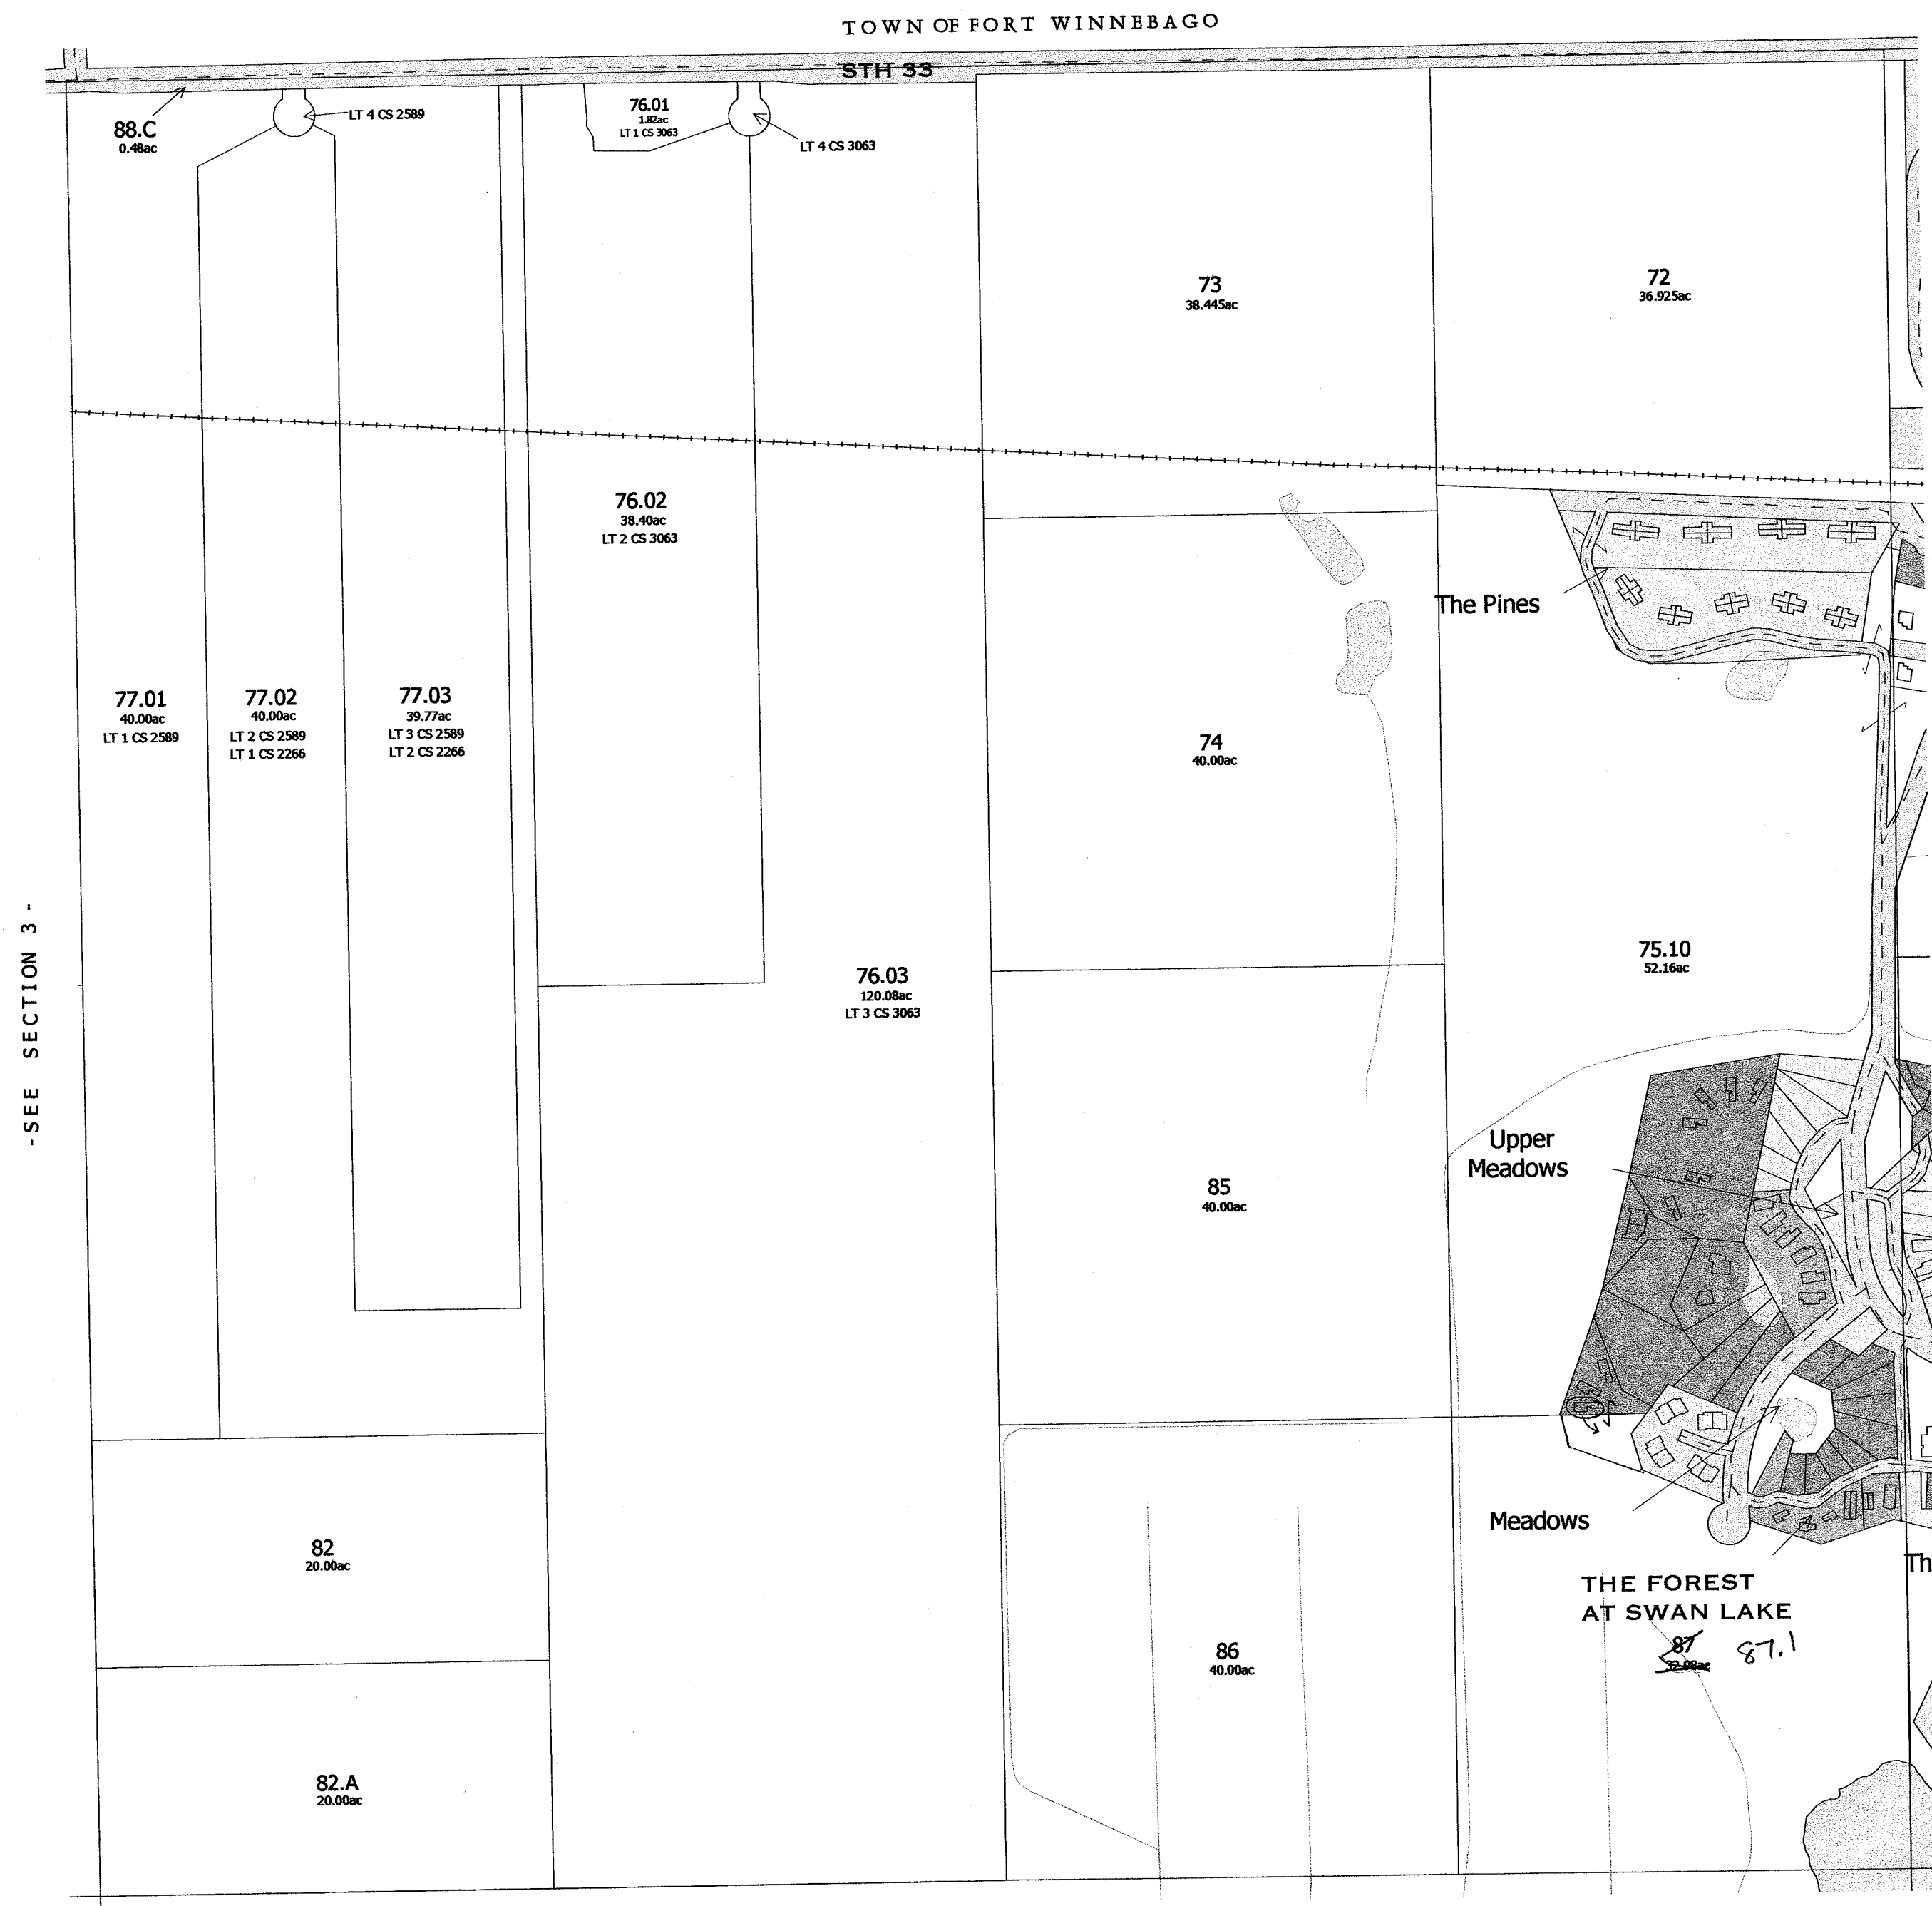 TOWN OF FORT WINNEBAGO
STH 33
88.C
0.48ac
LT 4 CS 2589
76.01
1.82ac
LT 1 CS 3063
LT 4 CS 3063
73
38.445ac
72
36.925ac
76.02
38.40ac
LT 2 CS 3063
The Pines
77.01
40.00ac
LT 1 CS 2589
77.02
40.00ac
LT 2 CS 2589
LT 1 CS 2266
77.03
39.77ac
LT 3 CS 2589
LT 2 CS 2266
74
40.00ac
75.10
52.16ac
76.03
120.08ac
LT 3 CS 3063
-SEE SECTION 3-
Upper
Meadows
85
40.00ac
Meadows
82
20.00ac
Th
THE FOREST
AT SWAN LAKE
87
87.1
86
40.00ac
82.A
20.00ac